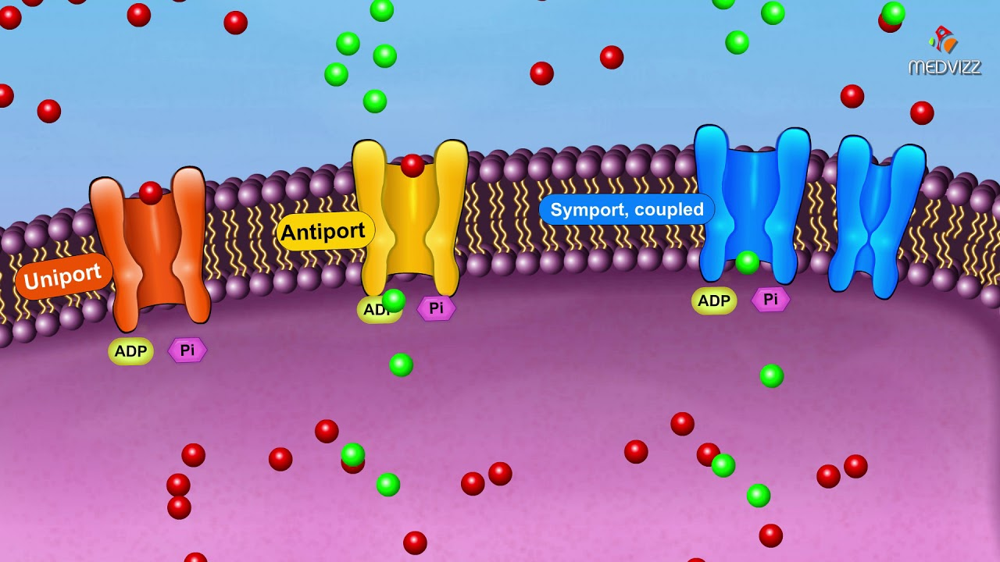 MEDVIZZ
Symport, coupled
Antiport
Uniport
ADP
Pi
ADP
Pi
ADP
Pi